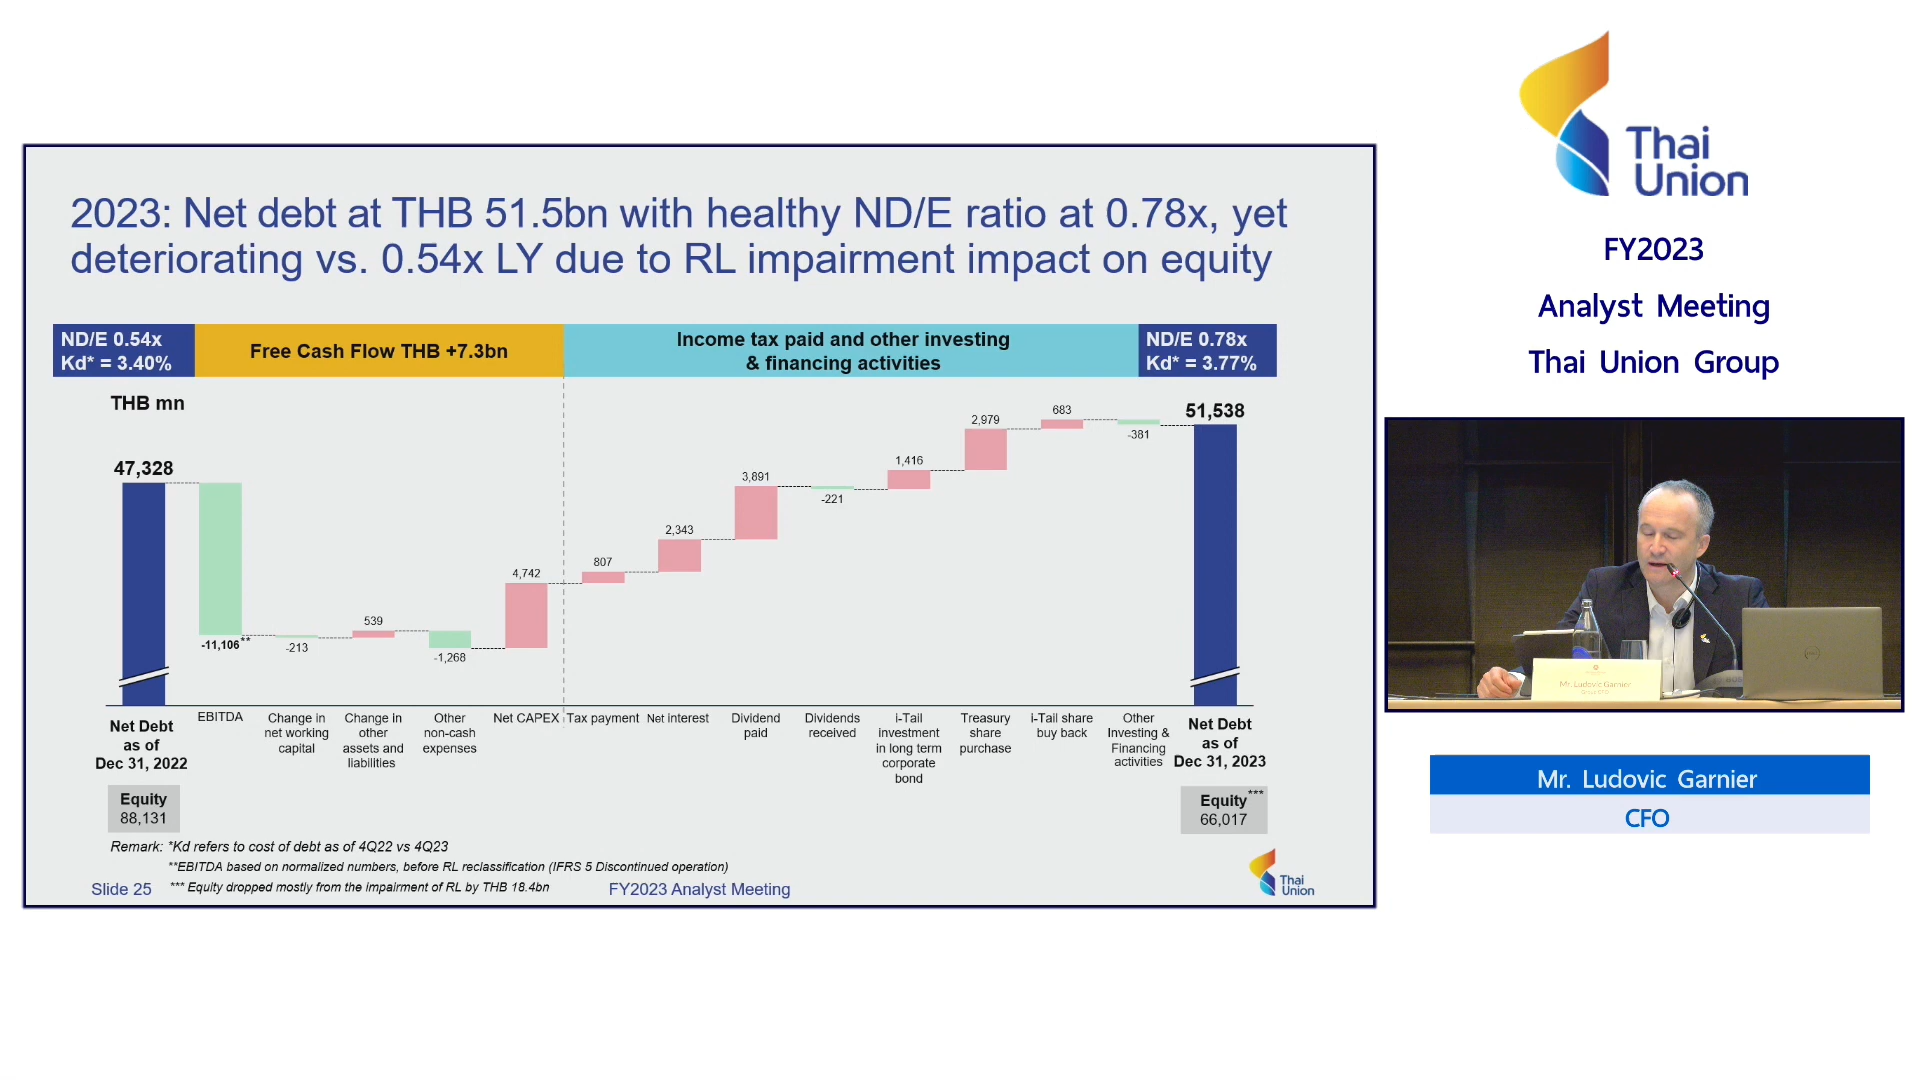 2023: Net debt at THB 51.5bn with healthy ND/E ratio at 0.78x, yet
deteriorating vs. 0.54x LY due to RL impairment impact on equity
ND/E 0.54x
Kd* = 3.40%
Free Cash Flow THB +7.3bn
Income tax paid and other investing
& financing activities
ND/E 0.78x
Kd* = 3.77%
THB mn
47,328
-11,106**
-213
539
-1,268
4,742
807
2,343
3,891
-221
1,416
2,979
683
-381
51,538
Net Debt
as of
Dec 31, 2022
EBITDA
Change in
net working
capital
Change in
other
assets and
liabilities
Other
non-cash
expenses
Net CAPEX
Tax payment
Net interest
Dividend
paid
Dividends
received
i-Tail
investment
in long term
corporate
bond
Treasury
share
purchase
i-Tail share
buy back
Other
Investing &
Financing
activities
Net Debt
as of
Dec 31, 2023
Equity
88,131
Equity***
66,017
Remark: *Kd refers to cost of debt as of 4Q22 vs 4Q23
**EBITDA based on normalized numbers, before RL reclassification (IFRS 5 Discontinued operation)
*** Equity dropped mostly from the impairment of RL by THB 18.4bn
Slide 25
FY2023 Analyst Meeting
Thai
Union
Thai
Union
FY2023
Analyst Meeting
Thai Union Group
Mr. Ludovic Garnier
Mr. Ludovic Garnier
CFO